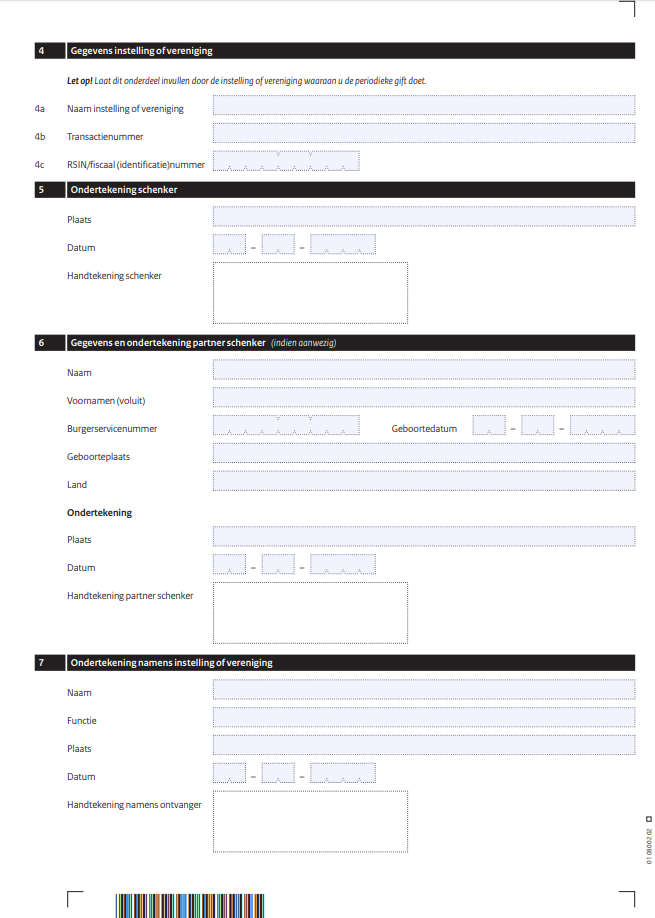 4 Gegevens instelling of vereniging
Let op! Laat dit onderdeel invullen door de instelling of vereniging waaraan u de periodieke gift doet.
4a Naam instelling of vereniging
4b Transactienummer
4c RSIN/fiscaal (identificatie)nummer
5 Ondertekening schenker
Plaats
Datum – –
Handtekening schenker
6 Gegevens en ondertekening partner schenker (indien aanwezig)
Naam
Voornamen (voluit)
Burgerservicenummer Geboortedatum – –
Geboorteplaats
Land
Ondertekening
Plaats
Datum – –
Handtekening partner schenker
7 Ondertekening namens instelling of vereniging
Naam
Functie
Plaats
Datum – –
Handtekening namens ontvanger
01 080 02 02